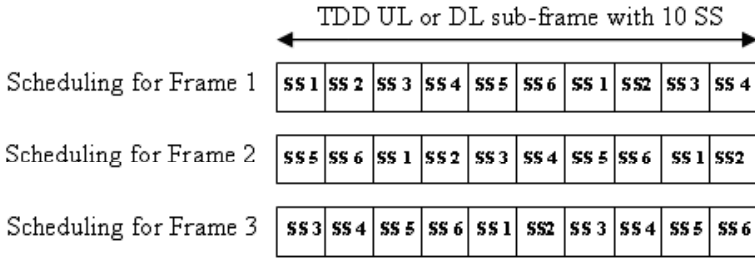 TDD UL or DL sub-frame with 10 SS
Scheduling for Frame 1 SS 1 SS 2 SS 3 SS 4 SS 5 SS 6 SS 1 SS2 SS 3 SS 4
Scheduling for Frame 2 SS 5 SS 6 SS 1 SS 2 SS 3 SS 4 SS 5 SS 6 SS 1 SS2
Scheduling for Frame 3 SS 3 SS 4 SS 5 SS 6 SS 1 SS2 SS 3 SS 4 SS 5 SS 6